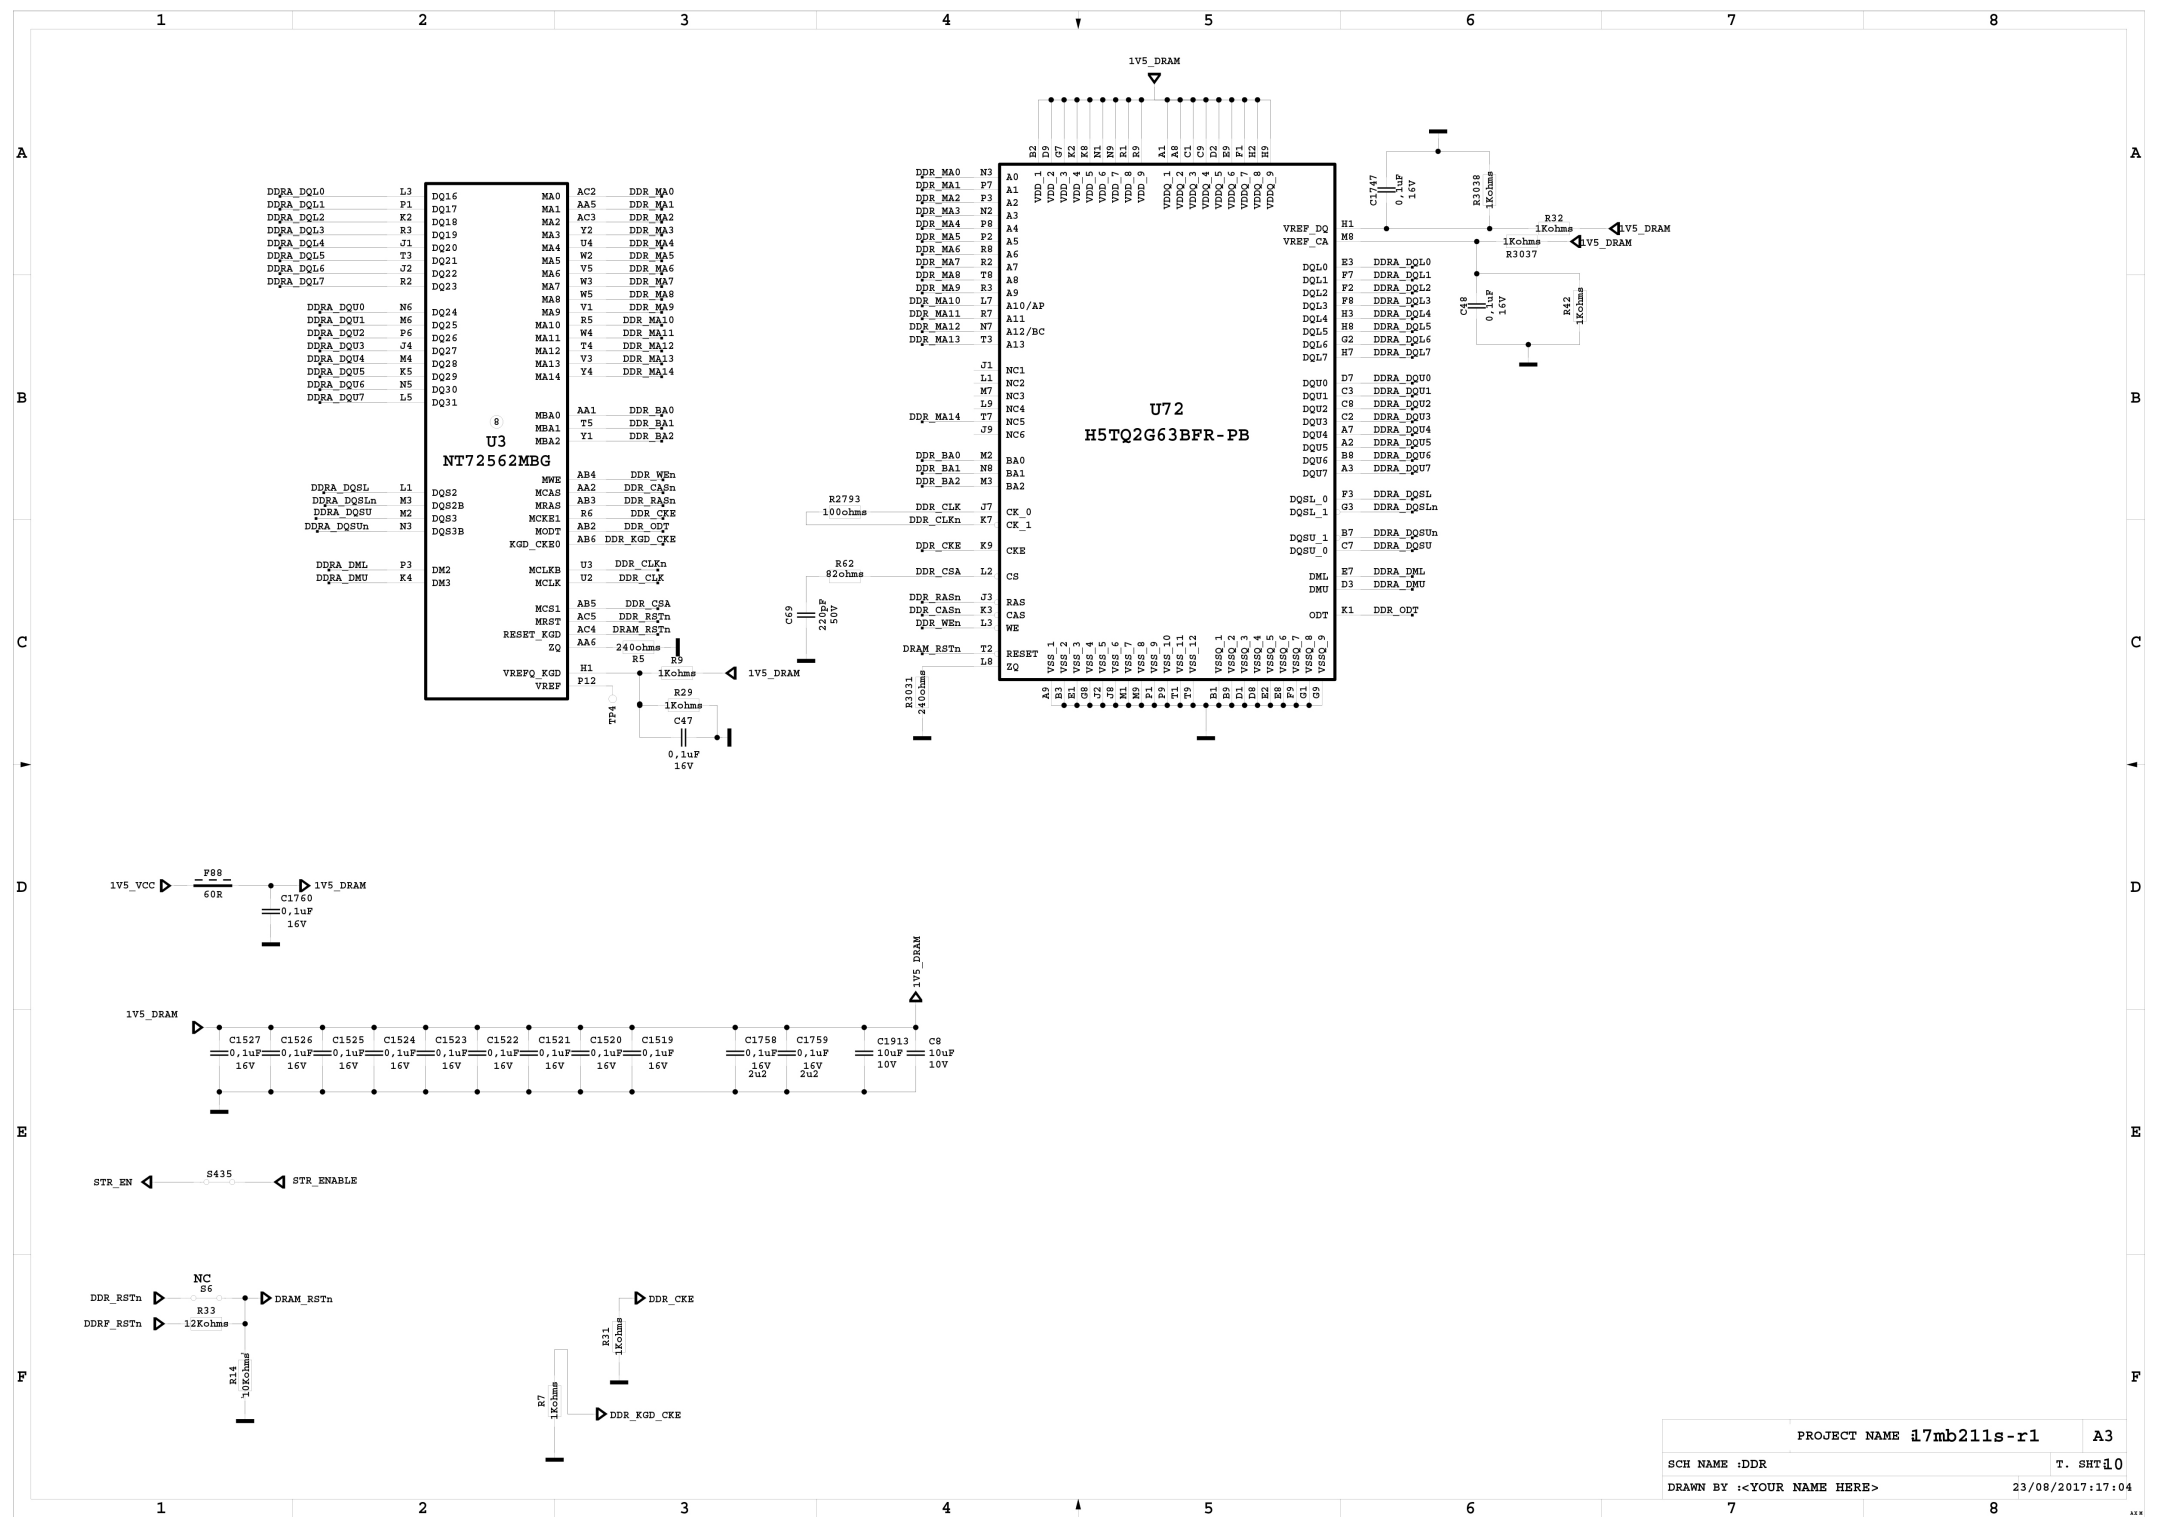 1 2 3 4 5 6 7 8
A
B
C
D
E
F
DDRA_DQL0 L3 DQ16
DDRA_DQL1 P1 DQ17
DDRA_DQL2 K2 DQ18
DDRA_DQL3 R3 DQ19
DDRA_DQL4 J1 DQ20
DDRA_DQL5 T3 DQ21
DDRA_DQL6 J2 DQ22
DDRA_DQL7 R2 DQ23
DDRA_DQU0 N6 DQ24
DDRA_DQU1 M6 DQ25
DDRA_DQU2 P6 DQ26
DDRA_DQU3 J4 DQ27
DDRA_DQU4 M4 DQ28
DDRA_DQU5 K5 DQ29
DDRA_DQU6 N5 DQ30
DDRA_DQU7 L5 DQ31
8
U3
NT72562MBG
DDRA_DQSL L1 DQS2
DDRA_DQSLn M3 DQS2B
DDRA_DQSU M2 DQS3
DDRA_DQSUn N3 DQS3B
DDRA_DML P3 DM2
DDRA_DMU K4 DM3
MA0 AC2 DDR_MA0
MA1 AA5 DDR_MA1
MA2 AC3 DDR_MA2
MA3 Y2 DDR_MA3
MA4 U4 DDR_MA4
MA5 W2 DDR_MA5
MA6 V5 DDR_MA6
MA7 W3 DDR_MA7
MA8 W5 DDR_MA8
MA9 V1 DDR_MA9
MA10 R5 DDR_MA10
MA11 W4 DDR_MA11
MA12 T4 DDR_MA12
MA13 V3 DDR_MA13
MA14 Y4 DDR_MA14
MBA0 AA1 DDR_BA0
MBA1 T5 DDR_BA1
MBA2 Y1 DDR_BA2
MWE AB4 DDR_WEn
MCAS AA2 DDR_CASn
MRAS AB3 DDR_RASn
MCKE1 R6 DDR_CKE
MODT AB2 DDR_ODT
KGD_CKE0 AB6 DDR_KGD_CKE
MCLKB U3 DDR_CLKn
MCLK U2 DDR_CLK
MCS1 AB5 DDR_CSA
MRST AC5 DDR_RSTn
RESET_KGD AC4 DRAM_RSTn
ZQ AA6 240ohms
R5
VREFQ_KGD H1
R9
1Kohms
1V5_DRAM
VREF P12
TP4
R29
1Kohms
C47
0,1uF
16V
1V5_DRAM
B2 D9 G7 K2 K8 N1 N9 R1 R9 A1 A8 C1 C9 D2 E9 F1 H2 H9
VDD_1 VDD_2 VDD_3 VDD_4 VDD_5 VDD_6 VDD_7 VDD_8 VDD_9 VDDQ_1 VDDQ_2 VDDQ_3 VDDQ_4 VDDQ_5 VDDQ_6 VDDQ_7 VDDQ_8 VDDQ_9
DDR_MA0 N3 A0
DDR_MA1 P7 A1
DDR_MA2 P3 A2
DDR_MA3 N2 A3
DDR_MA4 P8 A4
DDR_MA5 P2 A5
DDR_MA6 R8 A6
DDR_MA7 R2 A7
DDR_MA8 T8 A8
DDR_MA9 R3 A9
DDR_MA10 L7 A10/AP
DDR_MA11 R7 A11
DDR_MA12 N7 A12/BC
DDR_MA13 T3 A13
J1 NC1
L1 NC2
M7 NC3
L9 NC4
DDR_MA14 T7 NC5
J9 NC6
U72
H5TQ2G63BFR-PB
DDR_BA0 M2 BA0
DDR_BA1 N8 BA1
DDR_BA2 M3 BA2
R2793
100ohms
DDR_CLK J7 CK_0
DDR_CLKn K7 CK_1
DDR_CKE K9 CKE
R62
82ohms
DDR_CSA L2 CS
C69
220pF
50V
DDR_RASn J3 RAS
DDR_CASn K3 CAS
DDR_WEn L3 WE
DRAM_RSTn T2 RESET
L8 ZQ
R3031
240ohms
VSS_1 VSS_2 VSS_3 VSS_4 VSS_5 VSS_6 VSS_7 VSS_8 VSS_9 VSS_10 VSS_11 VSS_12 VSSQ_1 VSSQ_2 VSSQ_3 VSSQ_4 VSSQ_5 VSSQ_6 VSSQ_7 VSSQ_8 VSSQ_9
A9 B3 E1 G8 J2 J8 M1 M9 P1 P9 T1 T9 B1 B9 D1 D8 E2 E8 F9 G1 G9
C1747
0,1uF
16V
R3038
1Kohms
R32
1Kohms
1V5_DRAM
VREF_DQ H1
VREF_CA M8
1Kohms
R3037
1V5_DRAM
C48
0,1uF
16V
R42
1Kohms
DQL0 E3 DDRA_DQL0
DQL1 F7 DDRA_DQL1
DQL2 F2 DDRA_DQL2
DQL3 F8 DDRA_DQL3
DQL4 H3 DDRA_DQL4
DQL5 H8 DDRA_DQL5
DQL6 G2 DDRA_DQL6
DQL7 H7 DDRA_DQL7
DQU0 D7 DDRA_DQU0
DQU1 C3 DDRA_DQU1
DQU2 C8 DDRA_DQU2
DQU3 C2 DDRA_DQU3
DQU4 A7 DDRA_DQU4
DQU5 A2 DDRA_DQU5
DQU6 B8 DDRA_DQU6
DQU7 A3 DDRA_DQU7
DQSL_0 F3 DDRA_DQSL
DQSL_1 G3 DDRA_DQSLn
DQSU_1 B7 DDRA_DQSUn
DQSU_0 C7 DDRA_DQSU
DML E7 DDRA_DML
DMU D3 DDRA_DMU
ODT K1 DDR_ODT
1V5_VCC
F88
60R
1V5_DRAM
C1760
0,1uF
16V
1V5_DRAM
1V5_DRAM
C1527 C1526 C1525 C1524 C1523 C1522 C1521 C1520 C1519 C1758 C1759 C1913 C8
0,1uF 0,1uF 0,1uF 0,1uF 0,1uF 0,1uF 0,1uF 0,1uF 0,1uF 0,1uF 0,1uF 10uF 10uF
16V 16V 16V 16V 16V 16V 16V 16V 16V 16V 16V 10V 10V
2u2 2u2
STR_EN S435 STR_ENABLE
NC
S6
DDR_RSTn DRAM_RSTn
R33
DDRF_RSTn 12Kohms
R14
10Kohms
DDR_CKE
R31
1Kohms
R7
1Kohms
DDR_KGD_CKE
PROJECT NAME :17mb211s-r1 A3
SCH NAME :DDR T. SHT:10
DRAWN BY :<YOUR NAME HERE> 23/08/2017:17:04
A
B
C
D
E
F
1 2 3 4 5 6 7 8